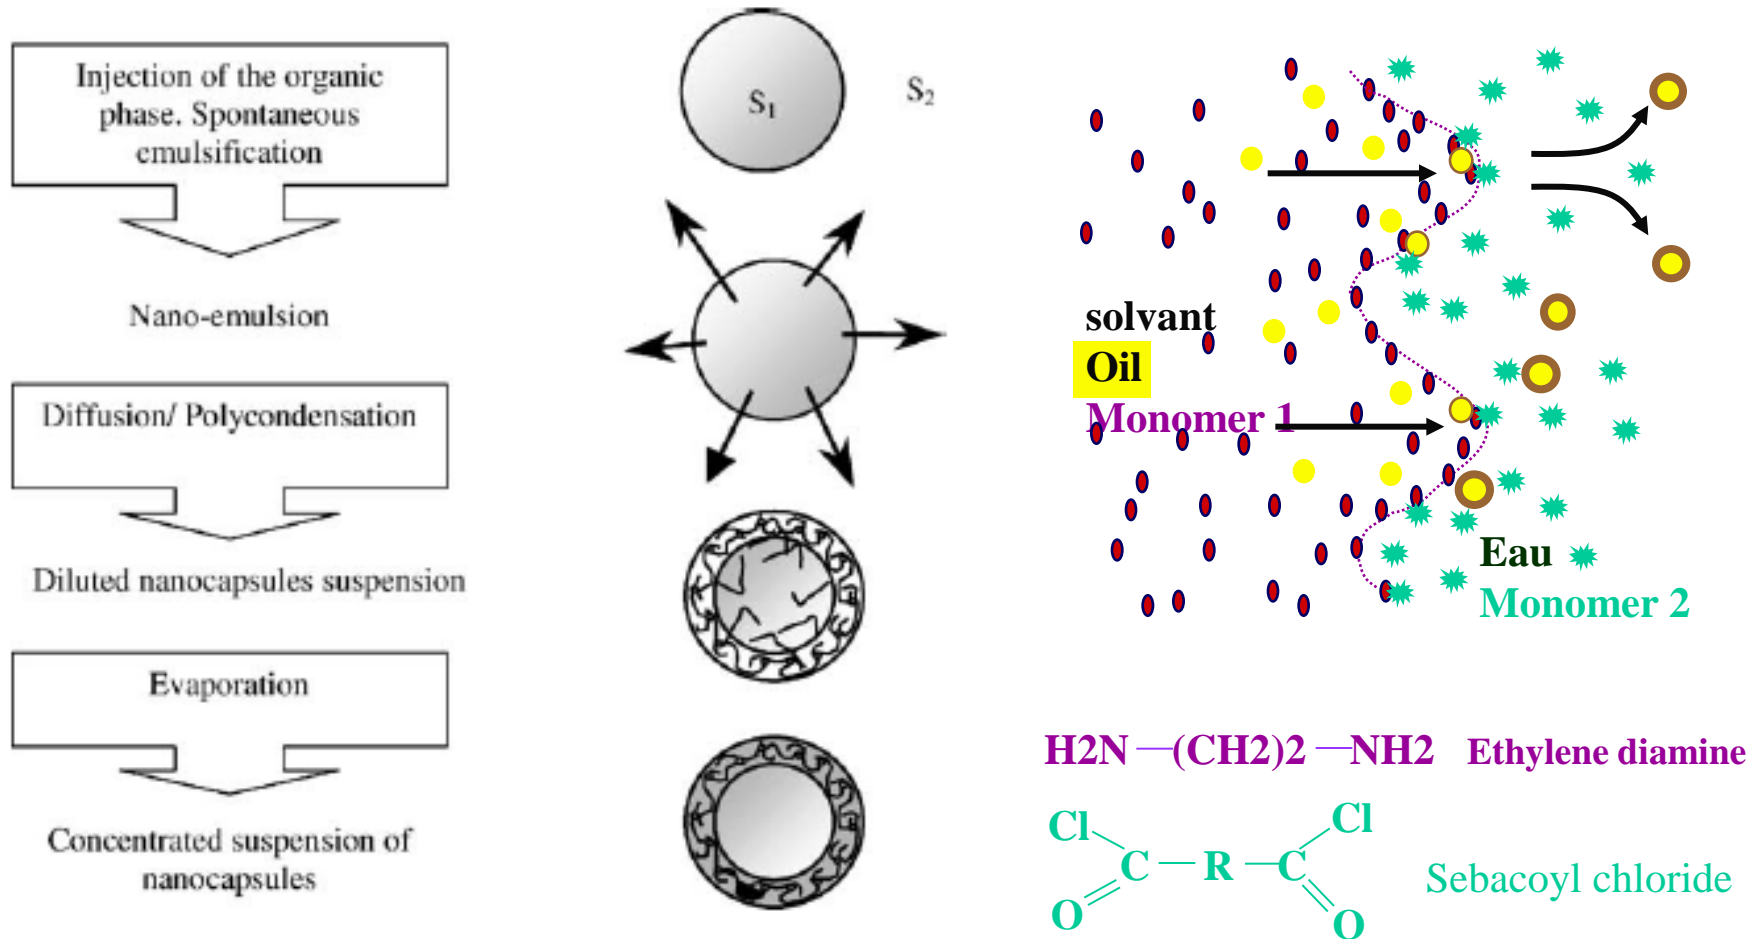 Injection of the organic
phase. Spontaneous
emulsification
Nano-emulsion
Diffusion/ Polycondensation
Diluted nanocapsules suspension
Evaporation
Concentrated suspension of
nanocapsules
S1
S2
solvant
Oil
Monomer 1
Eau
Monomer 2
H2N —(CH2)2 —NH2 Ethylene diamine
Cl Cl
C — R — C
O O
Sebacoyl chloride